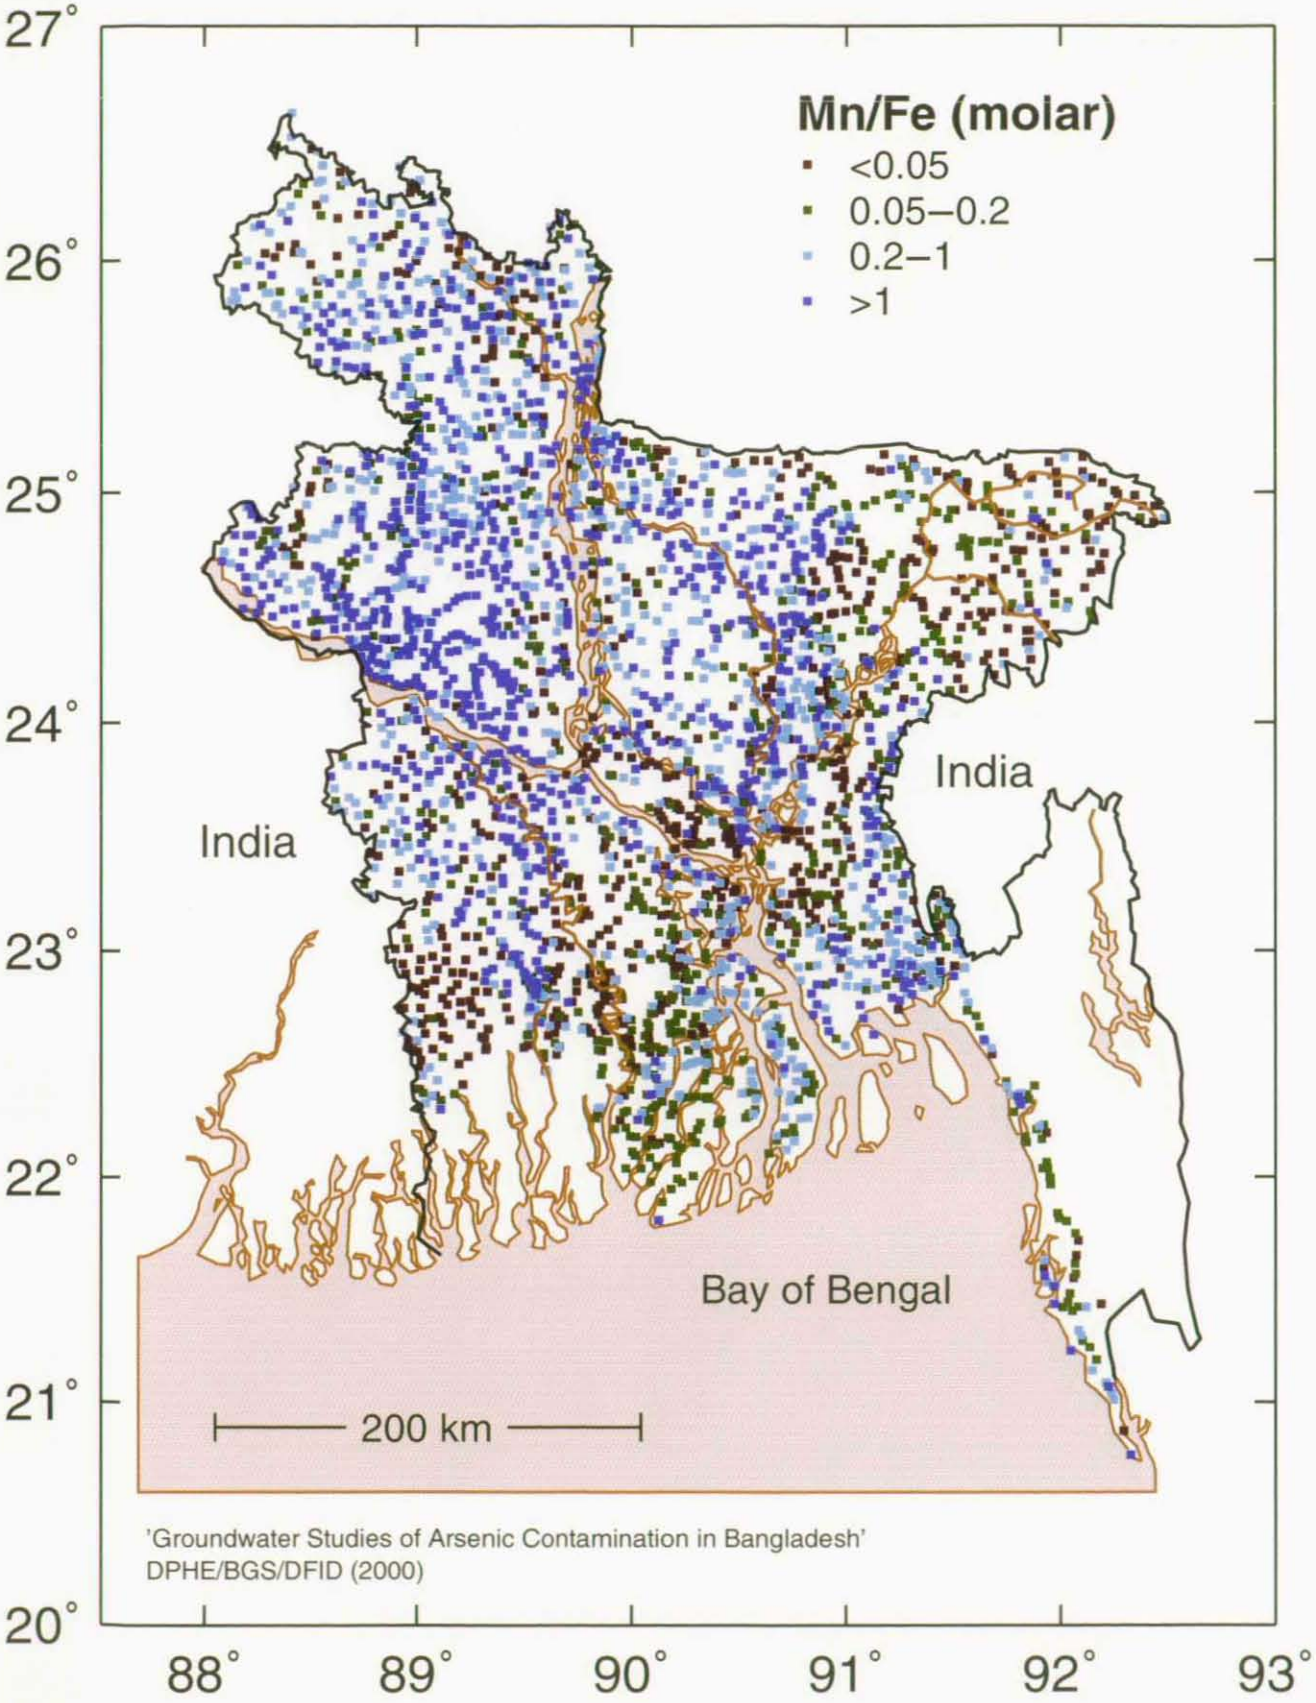 27°
Mn/Fe (molar)
<0.05
0.05–0.2
26°
0.2–1
>1
25°
24°
India
India
23°
22°
Bay of Bengal
21°
200 km
'Groundwater Studies of Arsenic Contamination in Bangladesh'
DPHE/BGS/DFID (2000)
20°
88° 89° 90° 91° 92° 93°